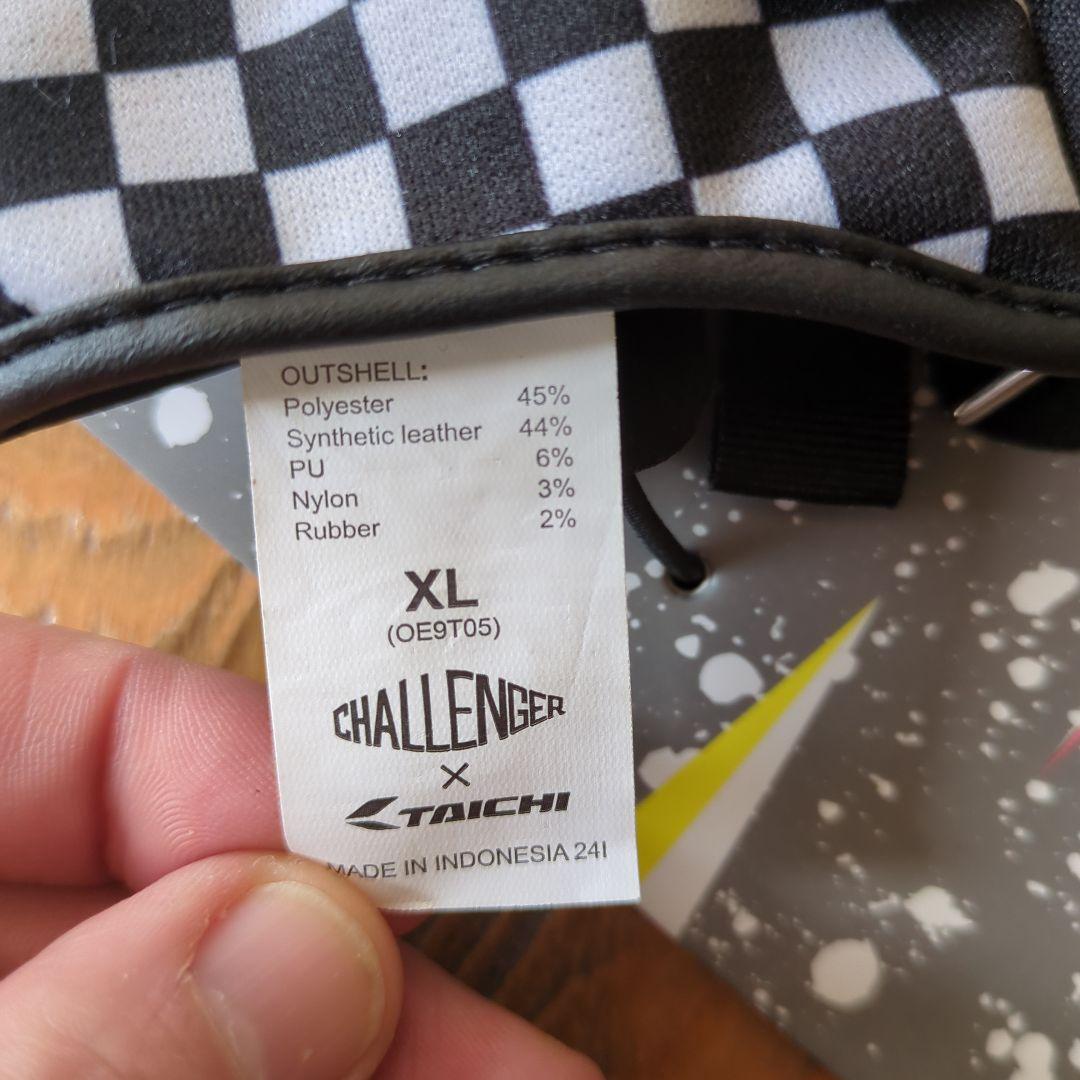 OUTSHELL:
Polyester 45%
Synthetic leather 44%
PU 6%
Nylon 3%
Rubber 2%
XL
(OE9T05)
CHALLENGER
×
TAICHI
MADE IN INDONESIA 24I